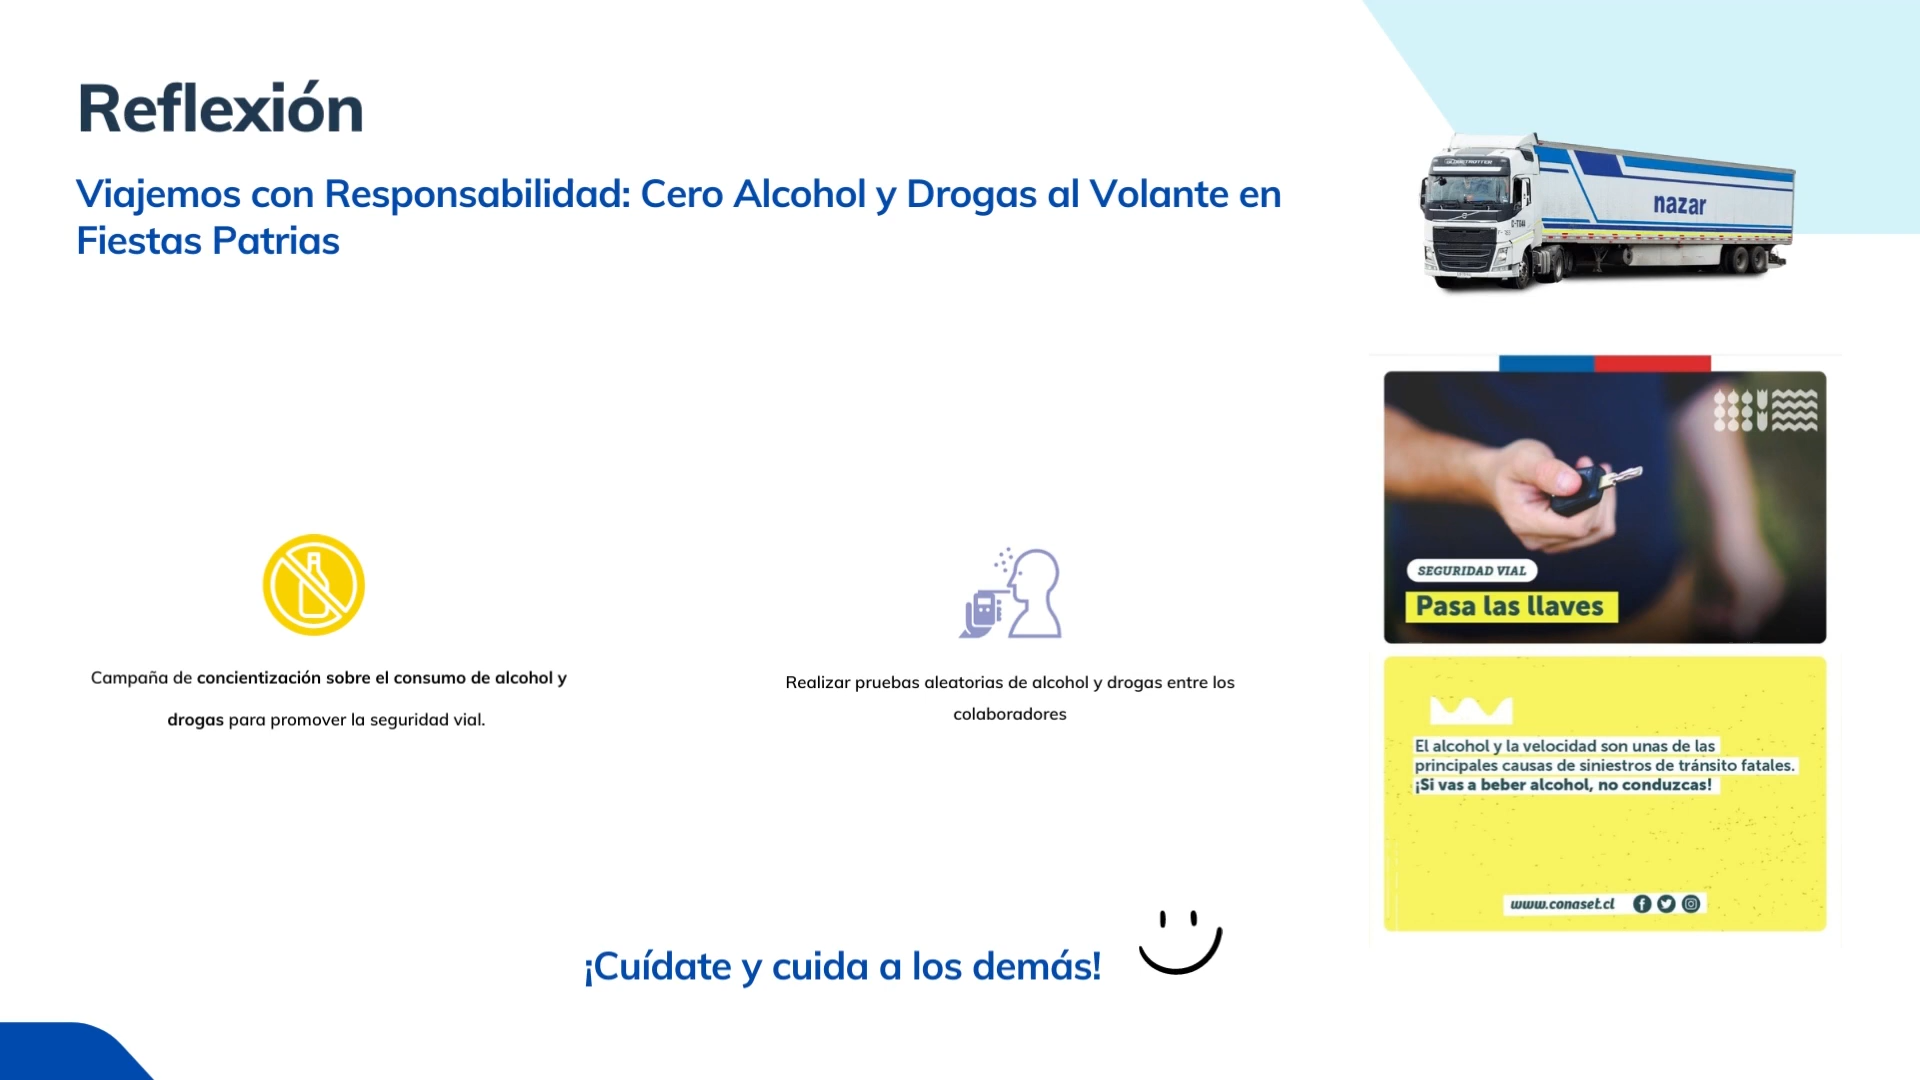 Reflexión
Viajemos con Responsabilidad: Cero Alcohol y Drogas al Volante en
Fiestas Patrias
nazar
SEGURIDAD VIAL
Pasa las llaves
Campaña de concientización sobre el consumo de alcohol y
drogas para promover la seguridad vial.
Realizar pruebas aleatorias de alcohol y drogas entre los
colaboradores
El alcohol y la velocidad son unas de las
principales causas de siniestros de tránsito fatales.
¡Si vas a beber alcohol, no conduzcas!
www.conaset.cl
¡Cuídate y cuida a los demás!